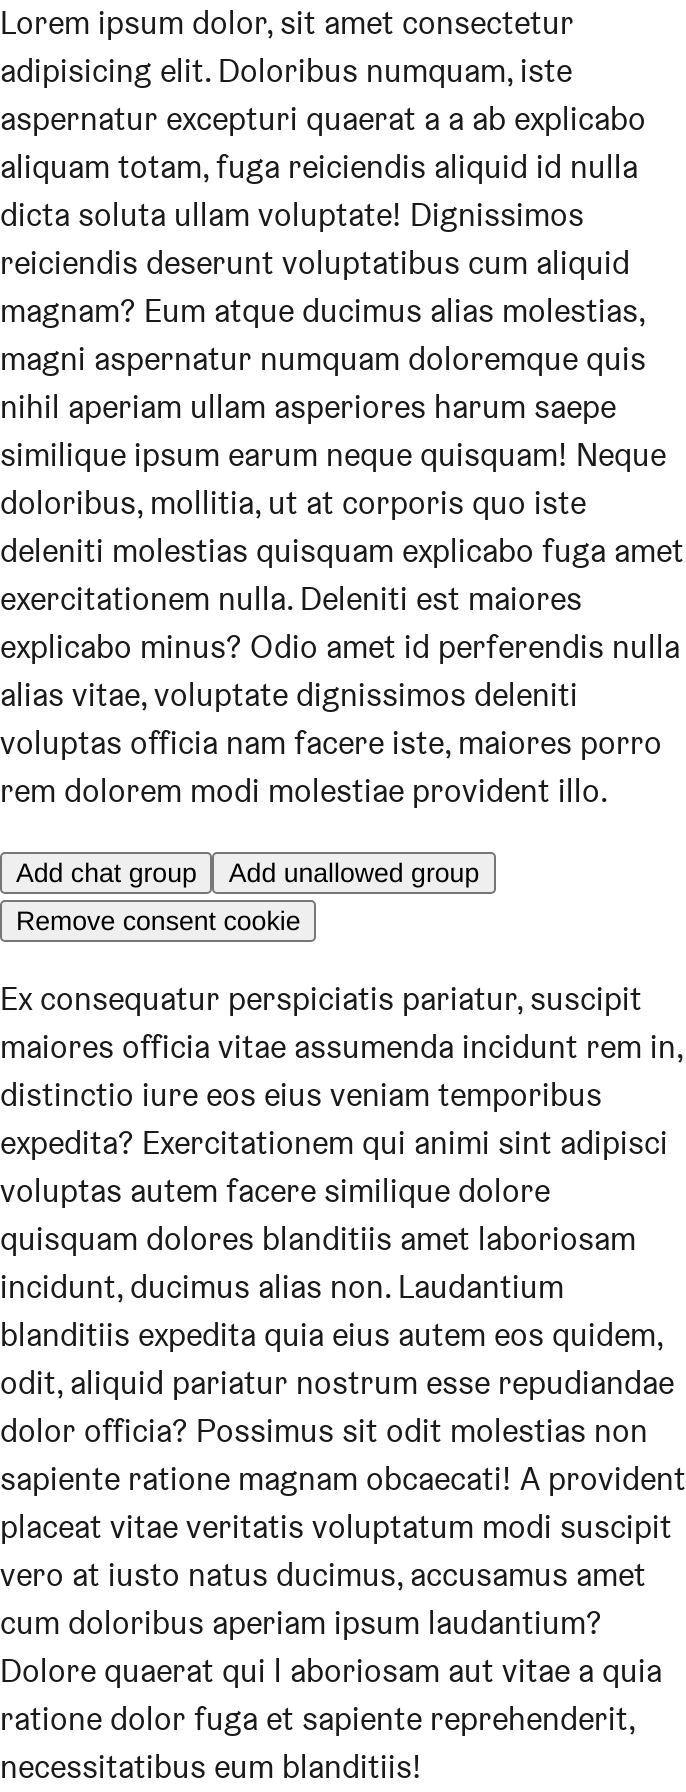 Lorem ipsum dolor, sit amet consectetur
adipisicing elit. Doloribus numquam, iste
aspernatur excepturi quaerat a a ab explicabo
aliquam totam, fuga reiciendis aliquid id nulla
dicta soluta ullam voluptate! Dignissimos
reiciendis deserunt voluptatibus cum aliquid
magnam? Eum atque ducimus alias molestias,
magni aspernatur numquam doloremque quis
nihil aperiam ullam asperiores harum saepe
similique ipsum earum neque quisquam! Neque
doloribus, mollitia, ut at corporis quo iste
deleniti molestias quisquam explicabo fuga amet
exercitationem nulla. Deleniti est maiores
explicabo minus? Odio amet id perferendis nulla
alias vitae, voluptate dignissimos deleniti
voluptas officia nam facere iste, maiores porro
rem dolorem modi molestiae provident illo.
Add chat group Add unallowed group
Remove consent cookie
Ex consequatur perspiciatis pariatur, suscipit
maiores officia vitae assumenda incidunt rem in,
distinctio iure eos eius veniam temporibus
expedita? Exercitationem qui animi sint adipisci
voluptas autem facere similique dolore
quisquam dolores blanditiis amet laboriosam
incidunt, ducimus alias non. Laudantium
blanditiis expedita quia eius autem eos quidem,
odit, aliquid pariatur nostrum esse repudiandae
dolor officia? Possimus sit odit molestias non
sapiente ratione magnam obcaecati! A provident
placeat vitae veritatis voluptatum modi suscipit
vero at iusto natus ducimus, accusamus amet
cum doloribus aperiam ipsum laudantium?
Dolore quaerat qui l aboriosam aut vitae a quia
ratione dolor fuga et sapiente reprehenderit,
necessitatibus eum blanditiis!